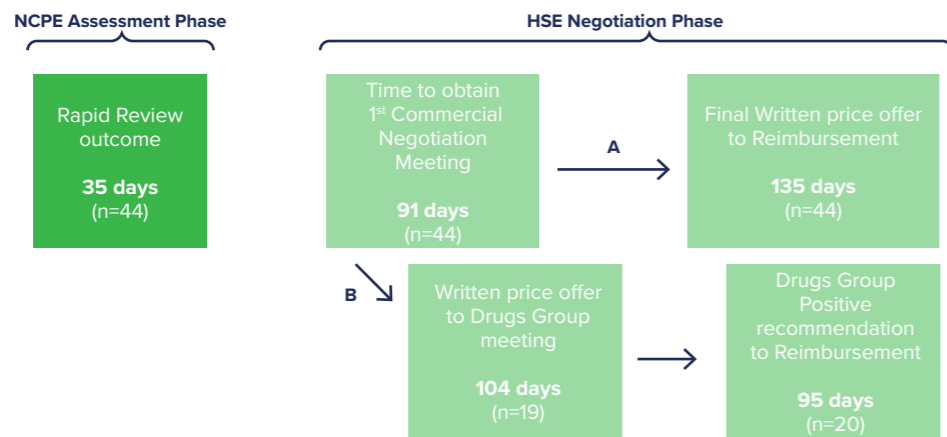 NCPE Assessment Phase
HSE Negotiation Phase
Rapid Review
outcome
35 days
(n=44)
Time to obtain
1st Commercial
Negotiation
Meeting
91 days
(n=44)
A
Final Written price offer
to Reimbursement
135 days
(n=44)
B
Written price offer
to Drugs Group
meeting
104 days
(n=19)
Drugs Group
Positive
recommendation
to Reimbursement
95 days
(n=20)